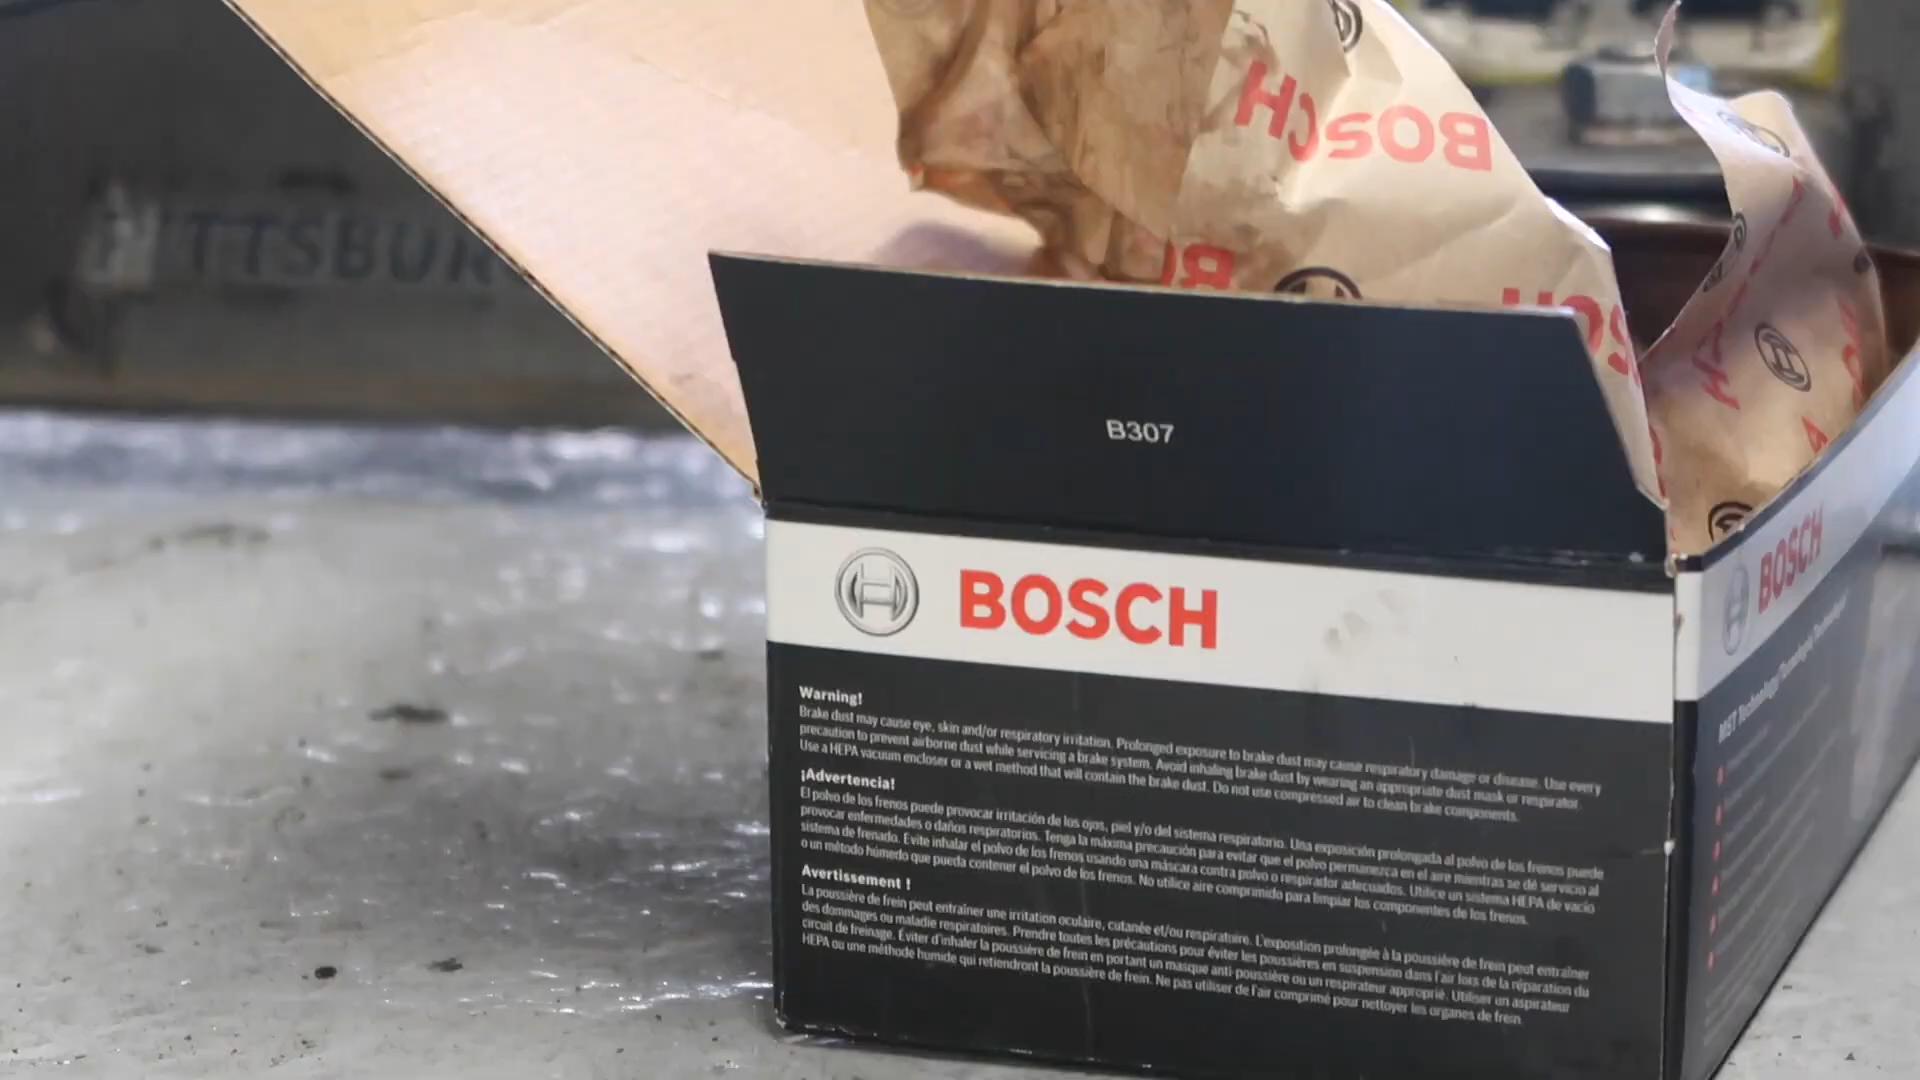 PITTSBUR
BOSCH
BO
BOSCH
B307
BOSCH
BOSCH
Warning!
Brake dust may cause eye, skin and/or respiratory irritation. Prolonged exposure to brake dust may cause respiratory damage or disease. Use every
precaution to prevent airborne dust while servicing a brake system. Avoid inhaling brake dust by wearing an appropriate dust mask or respirator.
Use a HEPA vacuum encloser or a wet method that will contain the brake dust. Do not use compressed air to clean brake components.
¡Advertencia!
El polvo de los frenos puede provocar irritación de los ojos, piel y/o del sistema respiratorio. Una exposición prolongada al polvo de los frenos puede
provocar enfermedades o daños respiratorios. Tenga la máxima precaución para evitar que el polvo permanezca en el aire mientras se dé servicio al
sistema de frenado. Evite inhalar el polvo de los frenos usando una máscara contra polvo o respirador adecuados. Utilice un sistema HEPA de vacío
o un método húmedo que pueda contener el polvo de los frenos. No utilice aire comprimido para limpiar los componentes de los frenos.
Avertissement !
La poussière de frein peut entraîner une irritation oculaire, cutanée et/ou respiratoire. L'exposition prolongée à la poussière de frein peut entraîner
des dommages ou maladie respiratoires. Prendre toutes les précautions pour éviter les poussières en suspension dans l'air lors de la réparation du
circuit de freinage. Éviter d'inhaler la poussière de frein en portant un masque anti-poussière ou un respirateur approprié. Utiliser un aspirateur
HEPA ou une méthode humide qui retiendront la poussière de frein. Ne pas utiliser de l'air comprimé pour nettoyer les organes de frein